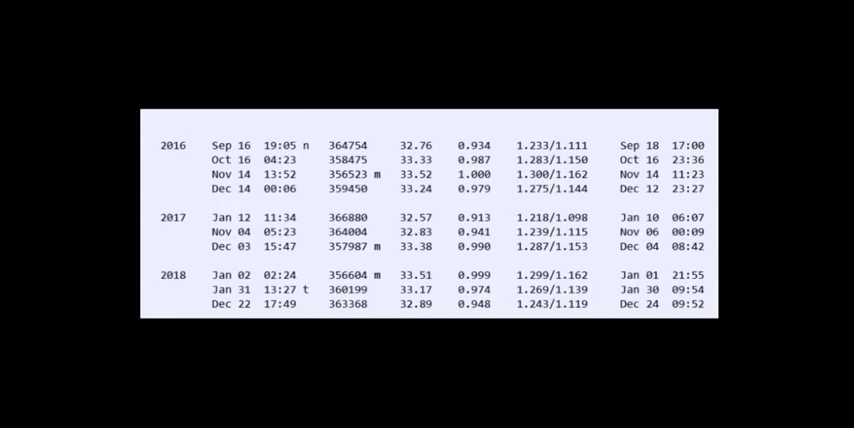 2016 Sep 16 19:05 n 364754 32.76 0.934 1.233/1.111 Sep 18 17:00
Oct 16 04:23 358475 33.33 0.987 1.283/1.150 Oct 16 23:36
Nov 14 13:52 356523 m 33.52 1.000 1.300/1.162 Nov 14 11:23
Dec 14 00:06 359450 33.24 0.979 1.275/1.144 Dec 12 23:27
2017 Jan 12 11:34 366880 32.57 0.913 1.218/1.098 Jan 10 06:07
Nov 04 05:23 364004 32.83 0.941 1.239/1.115 Nov 06 00:09
Dec 03 15:47 357987 m 33.38 0.990 1.287/1.153 Dec 04 08:42
2018 Jan 02 02:24 356604 m 33.51 0.999 1.299/1.162 Jan 01 21:55
Jan 31 13:27 t 360199 33.17 0.974 1.269/1.139 Jan 30 09:54
Dec 22 17:49 363368 32.89 0.948 1.243/1.119 Dec 24 09:52